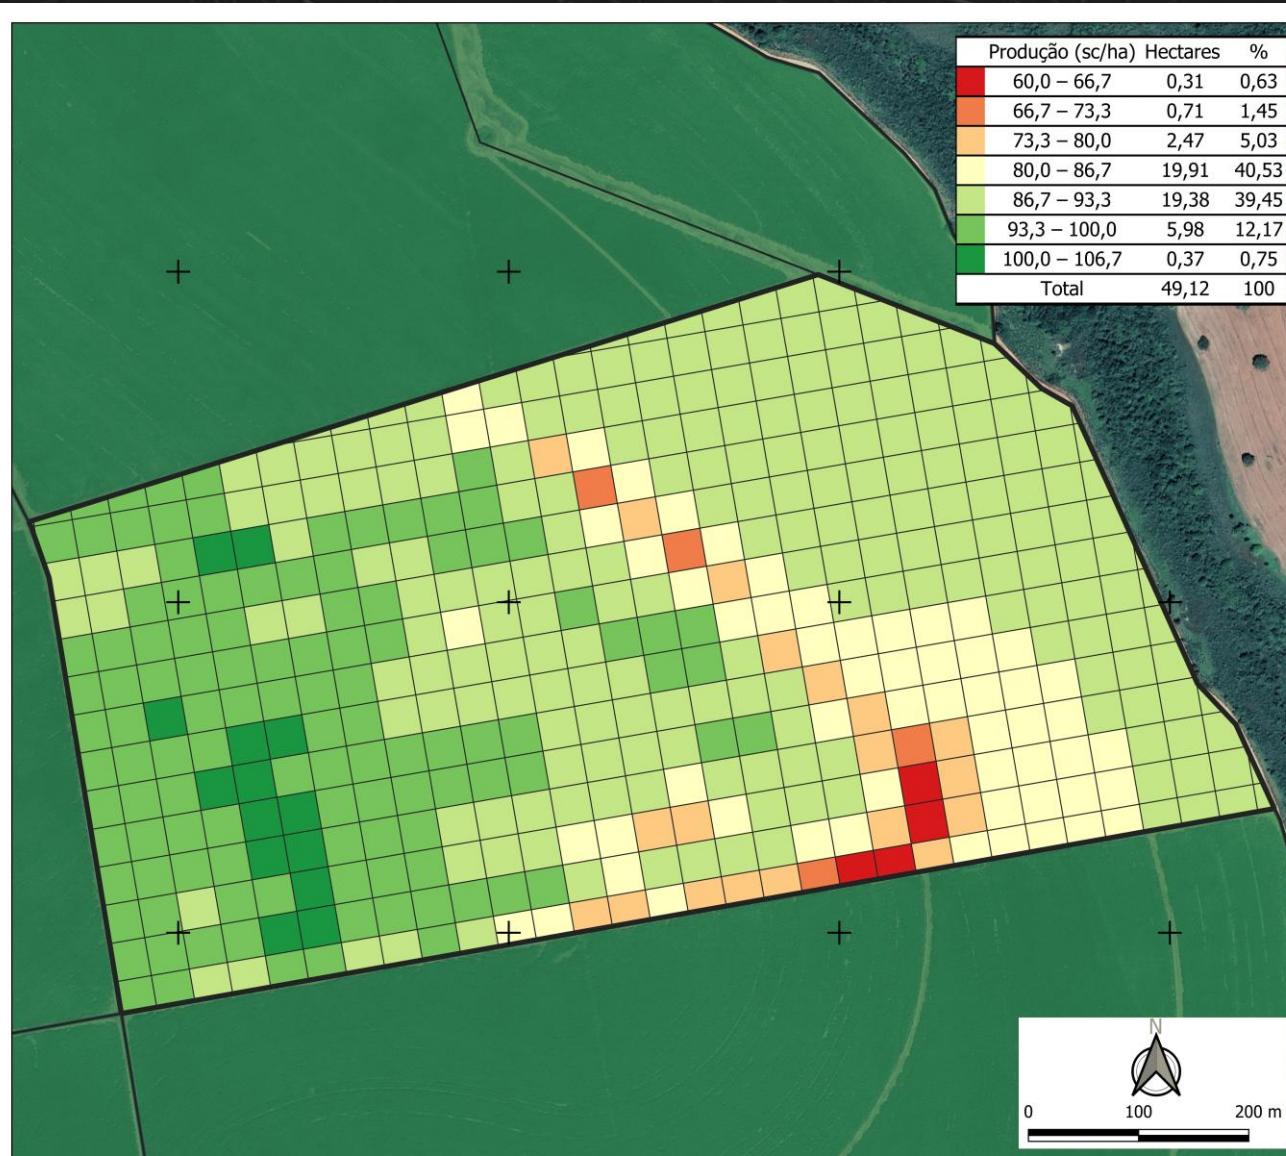 Produção (sc/ha) Hectares %
60,0 – 66,7 0,31 0,63
66,7 – 73,3 0,71 1,45
73,3 – 80,0 2,47 5,03
80,0 – 86,7 19,91 40,53
86,7 – 93,3 19,38 39,45
93,3 – 100,0 5,98 12,17
100,0 – 106,7 0,37 0,75
Total 49,12 100
N
0 100 200 m